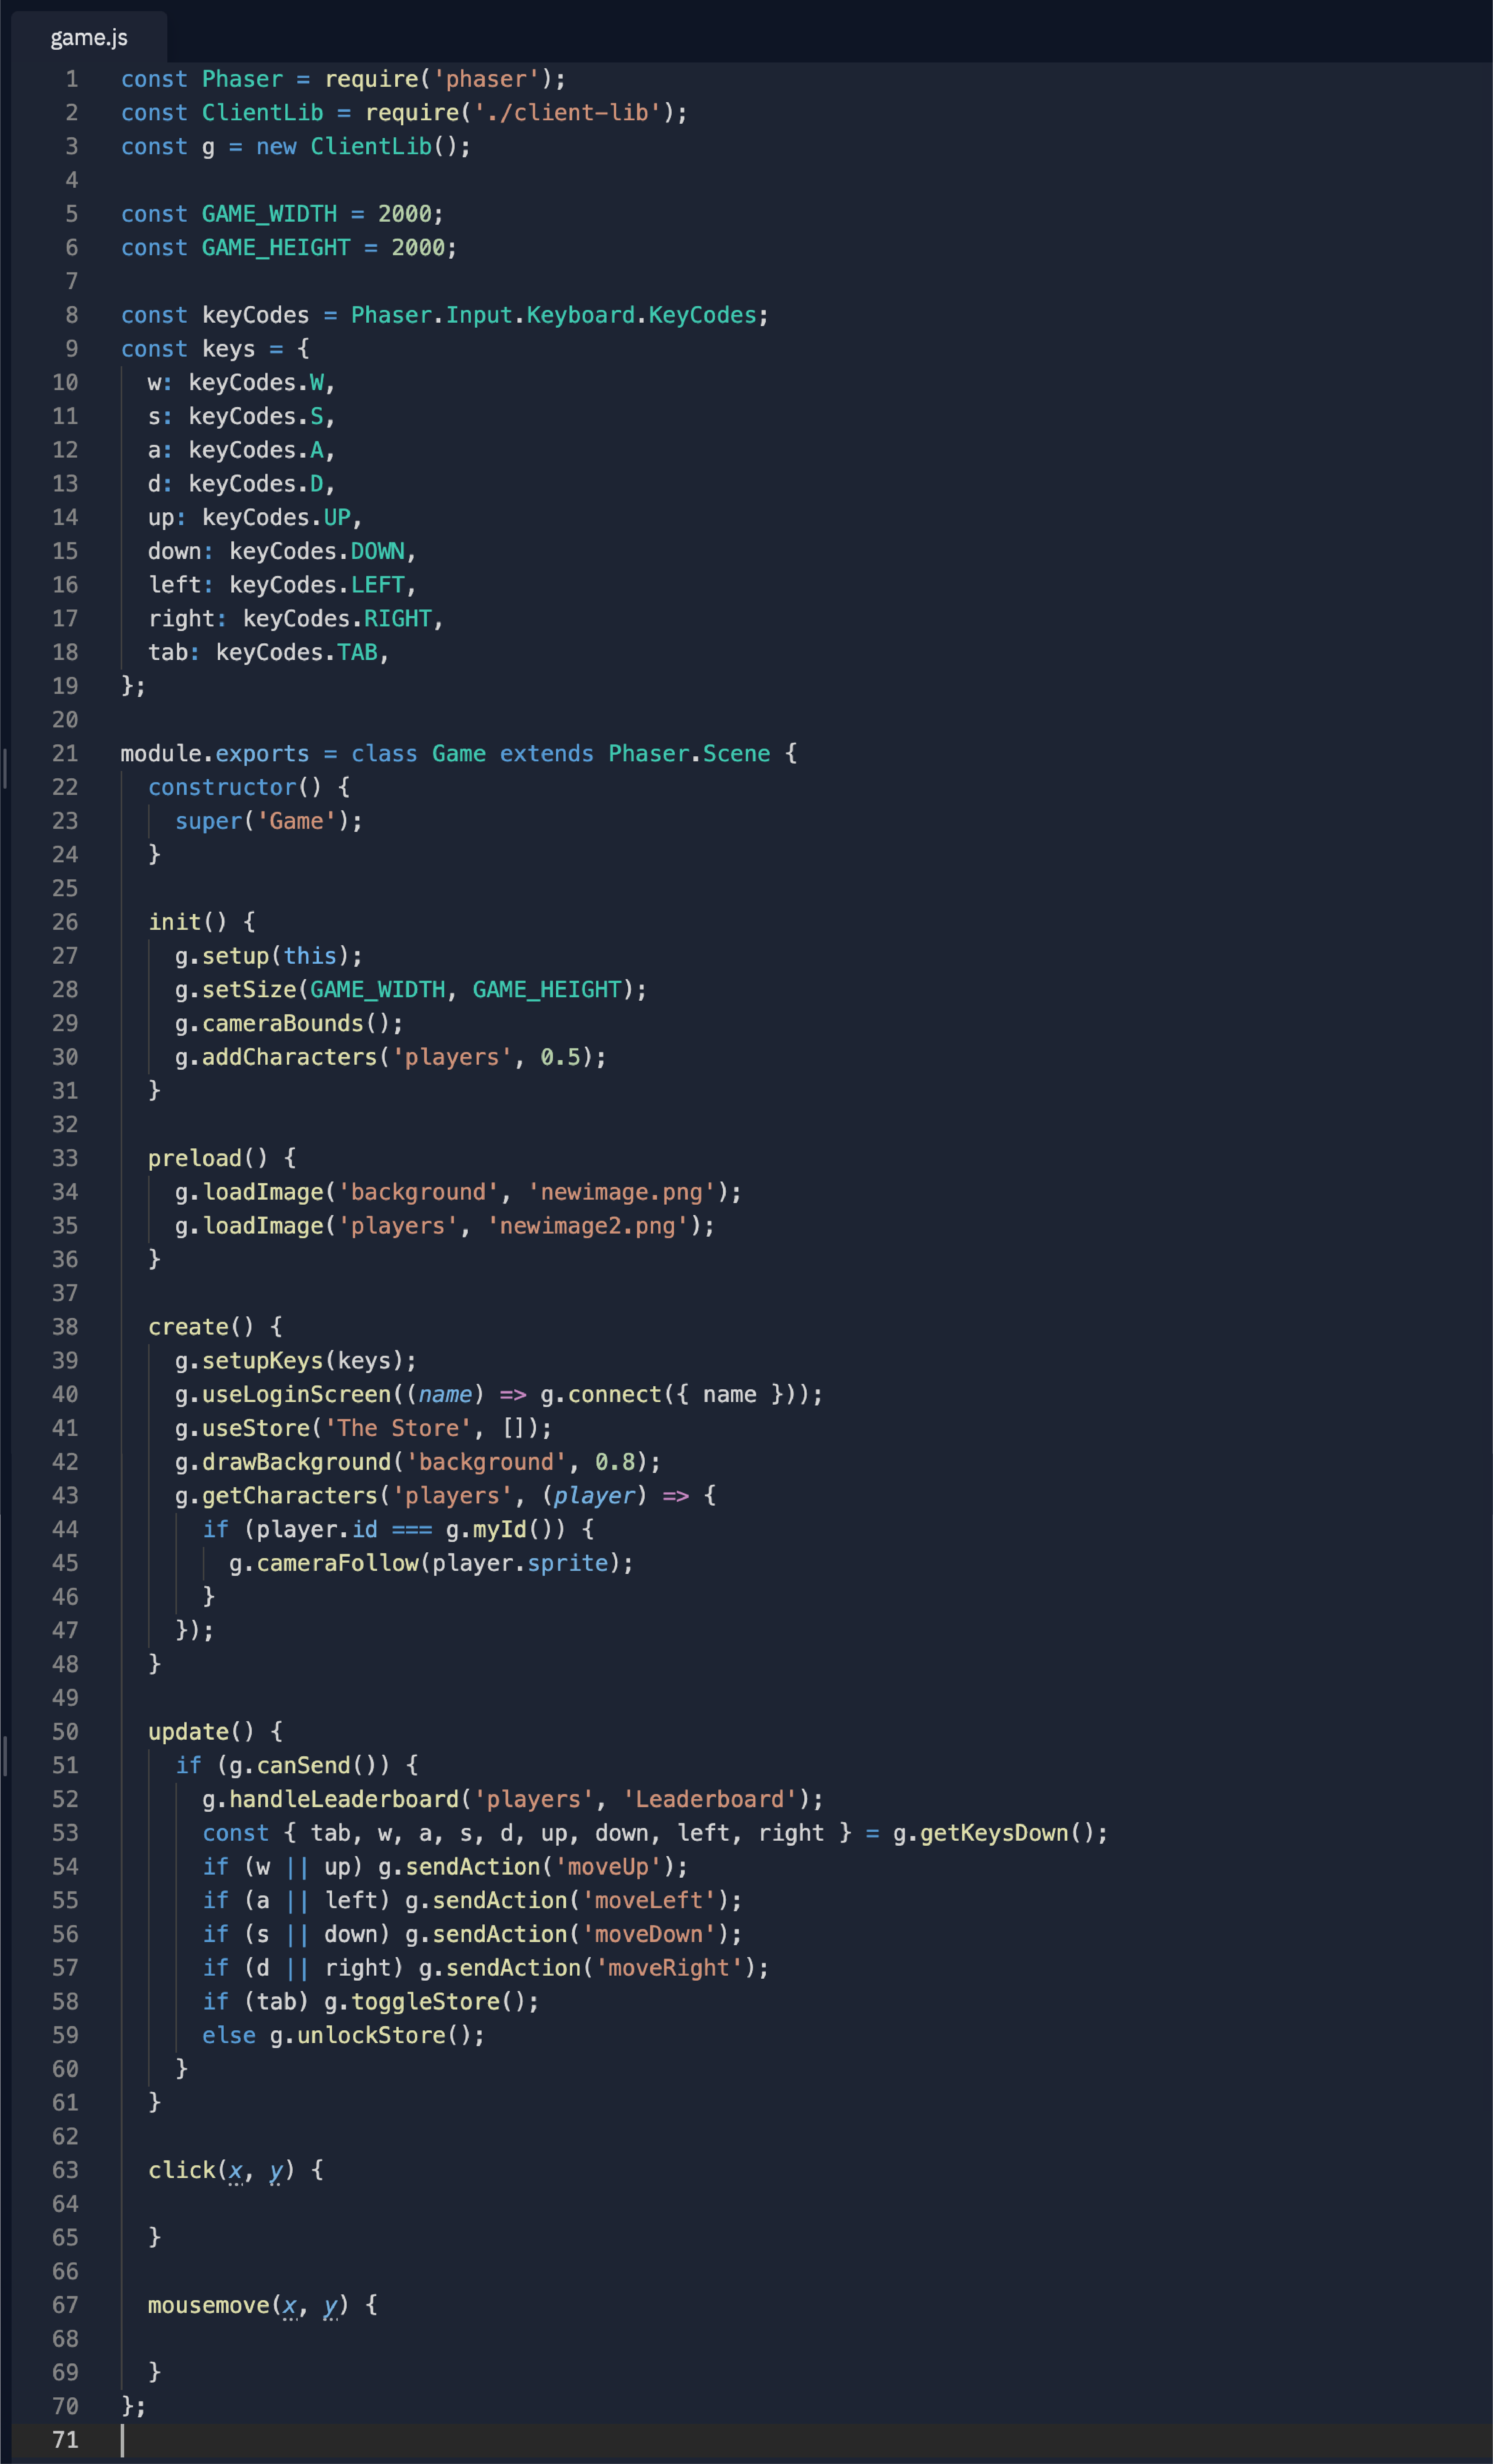 game.js
1 const Phaser = require('phaser');
2 const ClientLib = require('./client-lib');
3 const g = new ClientLib();
4
5 const GAME_WIDTH = 2000;
6 const GAME_HEIGHT = 2000;
7
8 const keyCodes = Phaser.Input.Keyboard.KeyCodes;
9 const keys = {
10   w: keyCodes.W,
11   s: keyCodes.S,
12   a: keyCodes.A,
13   d: keyCodes.D,
14   up: keyCodes.UP,
15   down: keyCodes.DOWN,
16   left: keyCodes.LEFT,
17   right: keyCodes.RIGHT,
18   tab: keyCodes.TAB,
19 };
20
21 module.exports = class Game extends Phaser.Scene {
22   constructor() {
23     super('Game');
24   }
25
26   init() {
27     g.setup(this);
28     g.setSize(GAME_WIDTH, GAME_HEIGHT);
29     g.cameraBounds();
30     g.addCharacters('players', 0.5);
31   }
32
33   preload() {
34     g.loadImage('background', 'newimage.png');
35     g.loadImage('players', 'newimage2.png');
36   }
37
38   create() {
39     g.setupKeys(keys);
40     g.useLoginScreen((name) => g.connect({ name }));
41     g.useStore('The Store', []);
42     g.drawBackground('background', 0.8);
43     g.getCharacters('players', (player) => {
44       if (player.id === g.myId()) {
45         g.cameraFollow(player.sprite);
46       }
47     });
48   }
49
50   update() {
51     if (g.canSend()) {
52       g.handleLeaderboard('players', 'Leaderboard');
53       const { tab, w, a, s, d, up, down, left, right } = g.getKeysDown();
54       if (w || up) g.sendAction('moveUp');
55       if (a || left) g.sendAction('moveLeft');
56       if (s || down) g.sendAction('moveDown');
57       if (d || right) g.sendAction('moveRight');
58       if (tab) g.toggleStore();
59       else g.unlockStore();
60     }
61   }
62
63   click(x, y) {
64
65   }
66
67   mousemove(x, y) {
68
69   }
70 };
71